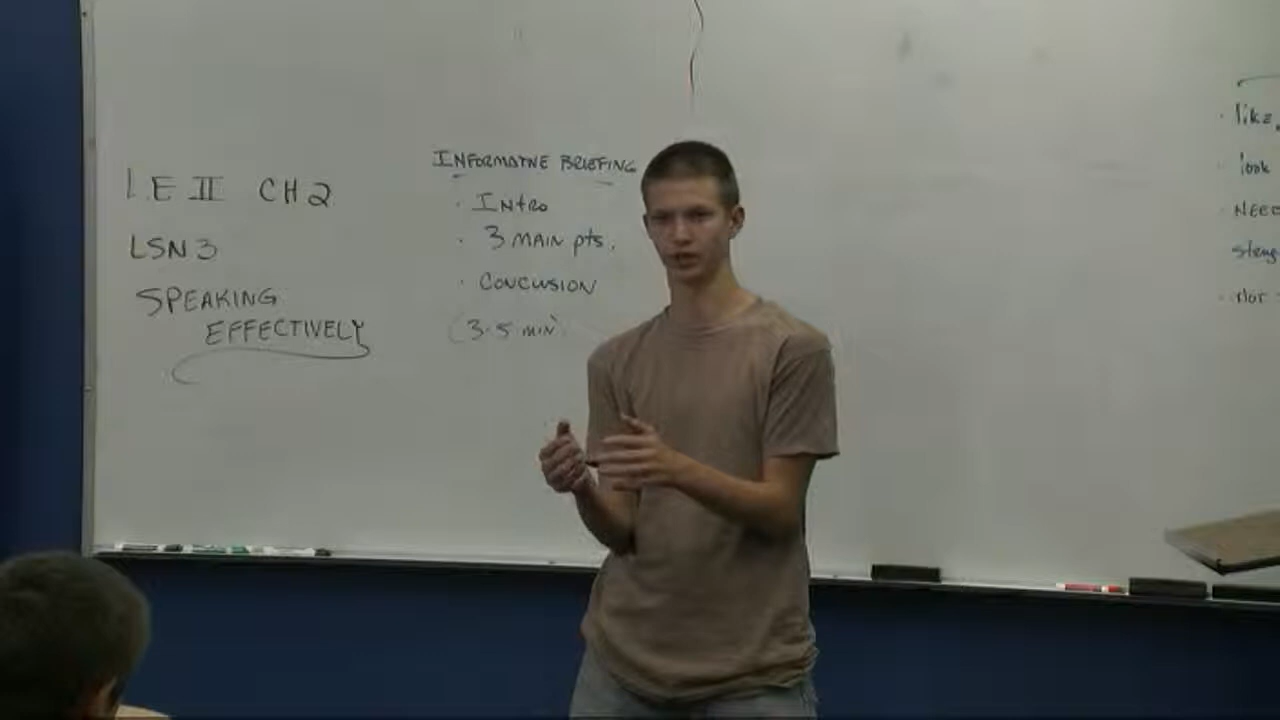 LE II CH 2
LSN 3
SPEAKING
EFFECTIVELY
INFORMATIVE BRIEFING
· INTRO
· 3 MAIN pts.
· CONCLUSION
(3-5 min)
· like,
· look
· NEED